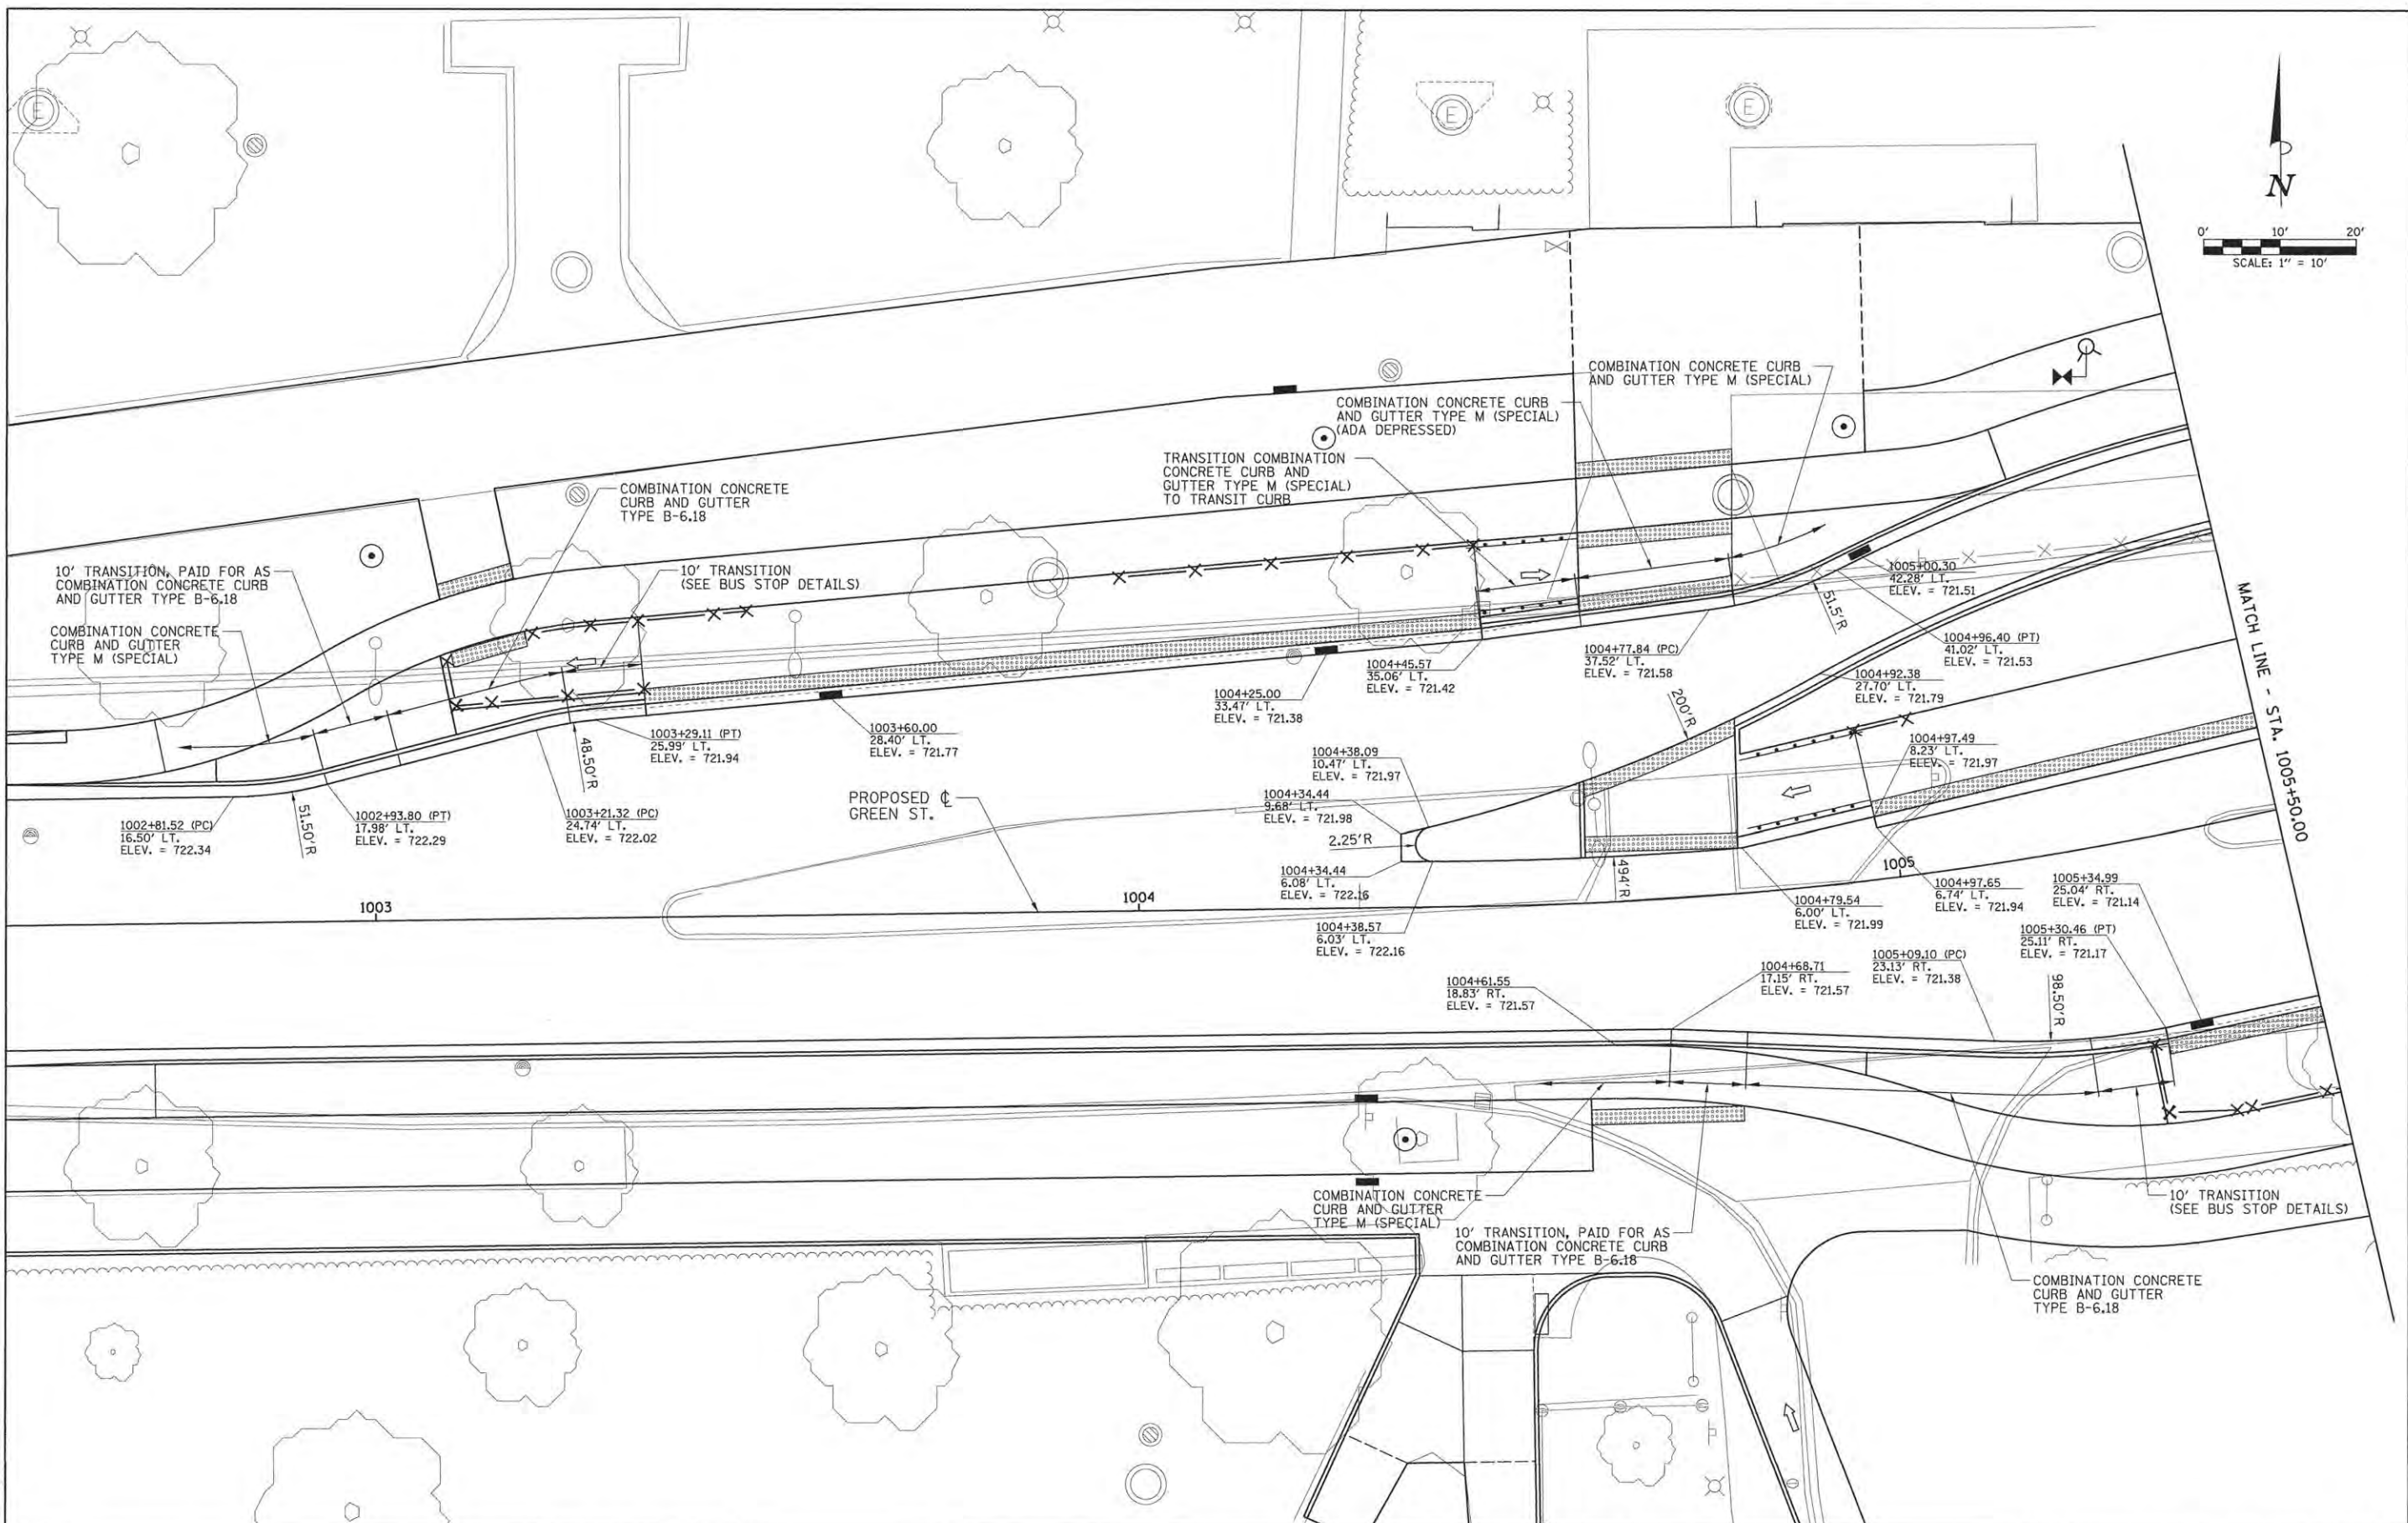 E
E
E
N
0' 10' 20'
SCALE: 1" = 10'
COMBINATION CONCRETE CURB
AND GUTTER TYPE M (SPECIAL)
COMBINATION CONCRETE CURB
AND GUTTER TYPE M (SPECIAL)
(ADA DEPRESSED)
TRANSITION COMBINATION
CONCRETE CURB AND
GUTTER TYPE M (SPECIAL)
TO TRANSIT CURB
COMBINATION CONCRETE
CURB AND GUTTER
TYPE B-6.18
10' TRANSITION
(SEE BUS STOP DETAILS)
10' TRANSITION, PAID FOR AS
COMBINATION CONCRETE CURB
AND GUTTER TYPE B-6.18
COMBINATION CONCRETE
CURB AND GUTTER
TYPE M (SPECIAL)
1005+00.30
42.28' LT.
ELEV. = 721.51
51.5'R
1004+96.40 (PT)
41.02' LT.
ELEV. = 721.53
1004+77.84 (PC)
37.52' LT.
ELEV. = 721.58
1004+45.57
35.06' LT.
ELEV. = 721.42
1004+25.00
33.47' LT.
ELEV. = 721.38
1004+92.38
27.70' LT.
ELEV. = 721.79
200'R
MATCH LINE - STA. 1005+50.00
1003+60.00
28.40' LT.
ELEV. = 721.77
1003+29.11 (PT)
25.99' LT.
ELEV. = 721.94
48.50'R
1004+97.49
8.23' LT.
ELEV. = 721.97
1004+38.09
10.47' LT.
ELEV. = 721.97
1004+34.44
9.68' LT.
ELEV. = 721.98
PROPOSED ℄
GREEN ST.
1002+81.52 (PC)
16.50' LT.
ELEV. = 722.34
51.50'R
1002+93.80 (PT)
17.98' LT.
ELEV. = 722.29
1003+21.32 (PC)
24.74' LT.
ELEV. = 722.02
2.25'R
1004+34.44
6.08' LT.
ELEV. = 722.16
494'R
1005
1003
1004
1004+97.65
6.74' LT.
ELEV. = 721.94
1005+34.99
25.04' RT.
ELEV. = 721.14
1004+79.54
6.00' LT.
ELEV. = 721.99
1004+38.57
6.03' LT.
ELEV. = 722.16
1005+30.46 (PT)
25.11' RT.
ELEV. = 721.17
1005+09.10 (PC)
23.13' RT.
ELEV. = 721.38
1004+68.71
17.15' RT.
ELEV. = 721.57
1004+61.55
18.83' RT.
ELEV. = 721.57
98.50'R
COMBINATION CONCRETE
CURB AND GUTTER
TYPE M (SPECIAL)
10' TRANSITION, PAID FOR AS
COMBINATION CONCRETE CURB
AND GUTTER TYPE B-6.18
10' TRANSITION
(SEE BUS STOP DETAILS)
COMBINATION CONCRETE
CURB AND GUTTER
TYPE B-6.18